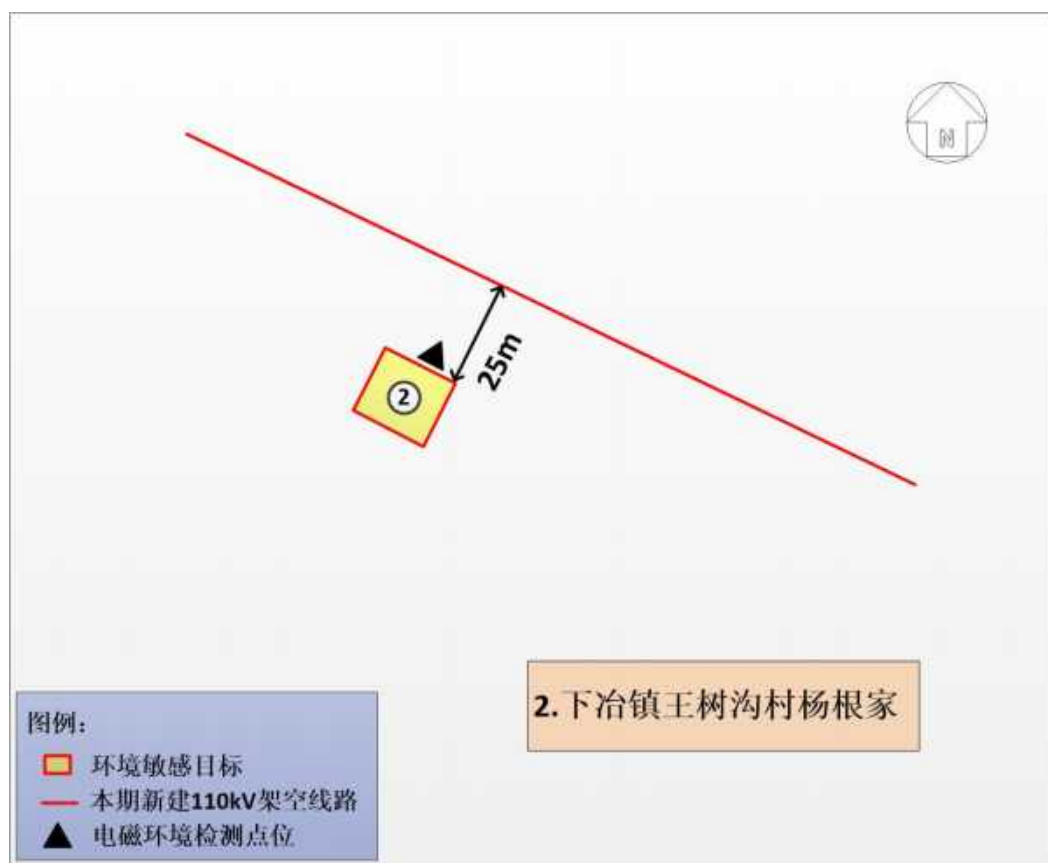 N
25m
②
2.下冶镇王树沟村杨根家
图例：
环境敏感目标
本期新建110kV架空线路
电磁环境检测点位